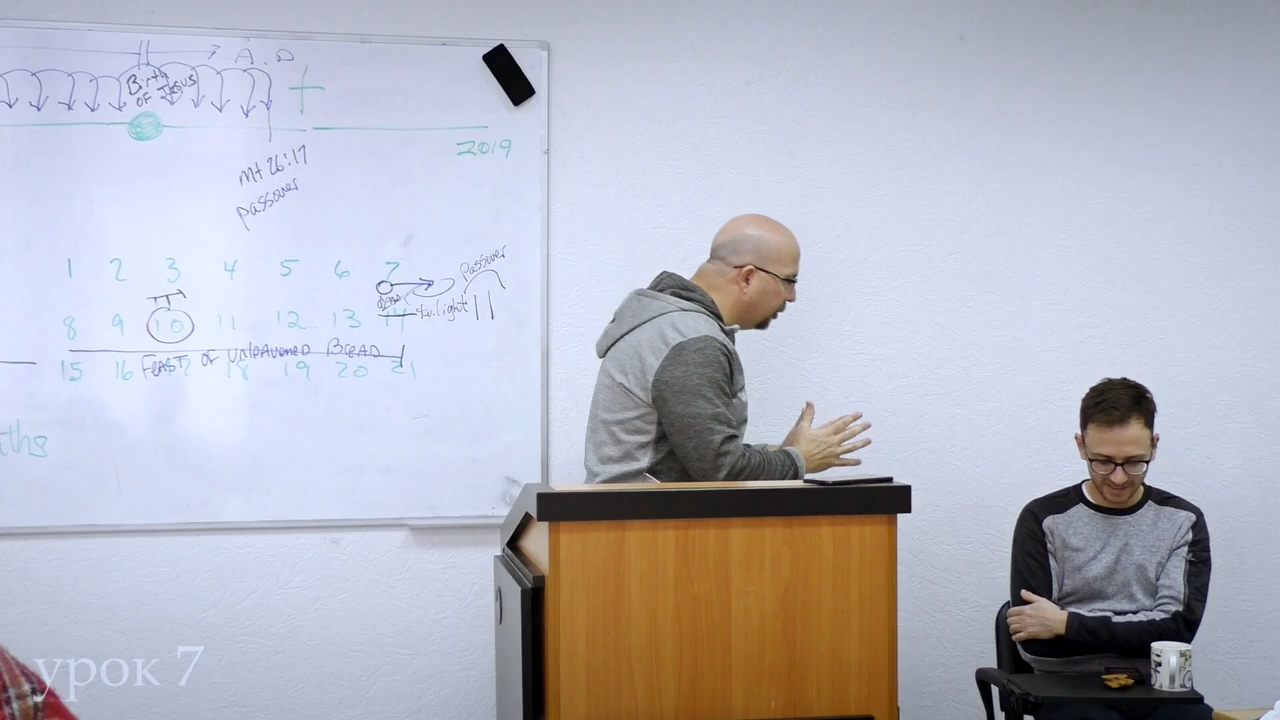 A.D
Birth
OF Jesus
2019
mt 26:17
passover
1 2 3 4 5 6 7
passover
twilight
8 9 10 11 12 13 14
FEAST OF UNLEAVENED BREAD
15 16 17 18 19 20 21
урок 7